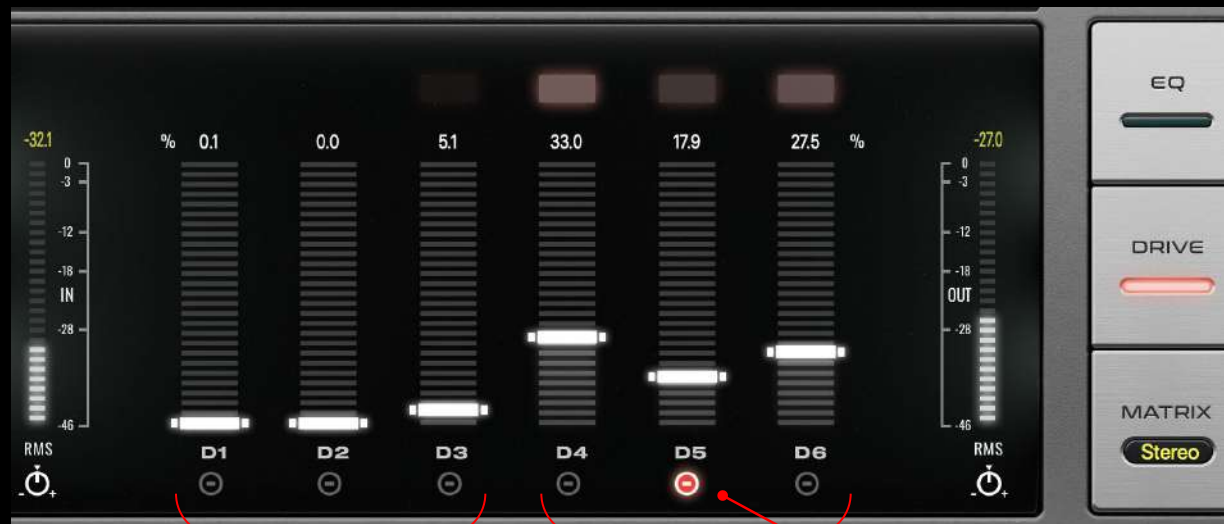 EQ
-32.1 % 0.1 0.0 5.1 33.0 17.9 27.5 % -27.0
0 0
-3 -3
-12 -12
DRIVE
-18 -18
IN OUT
-28 -28
MATRIX
-46 -46
RMS D1 D2 D3 D4 D5 D6 RMS
Stereo
- + - +